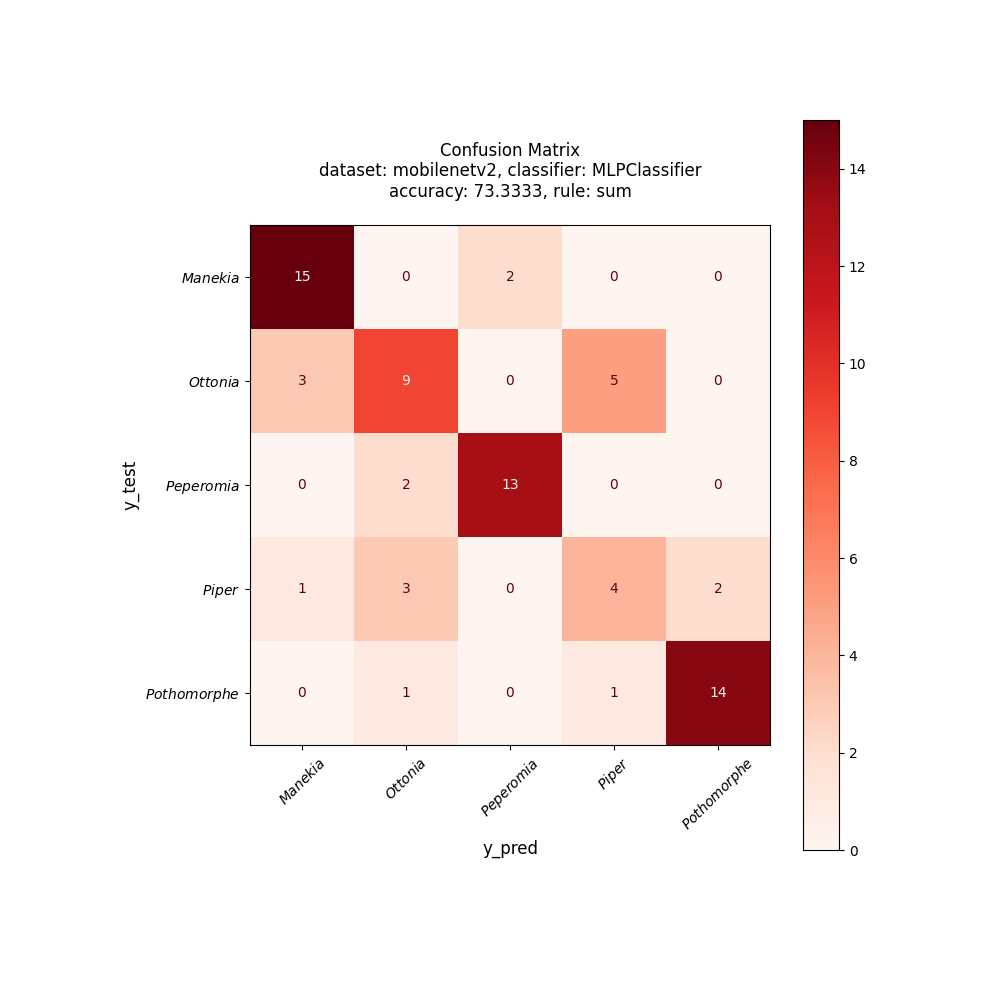 Confusion Matrix
dataset: mobilenetv2, classifier: MLPClassifier
accuracy: 73.3333, rule: sum
y_test
Manekia 15 0 2 0 0
Ottonia 3 9 0 5 0
Peperomia 0 2 13 0 0
Piper 1 3 0 4 2
Pothomorphe 0 1 0 1 14
Manekia Ottonia Peperomia Piper Pothomorphe
y_pred
14
12
10
8
6
4
2
0